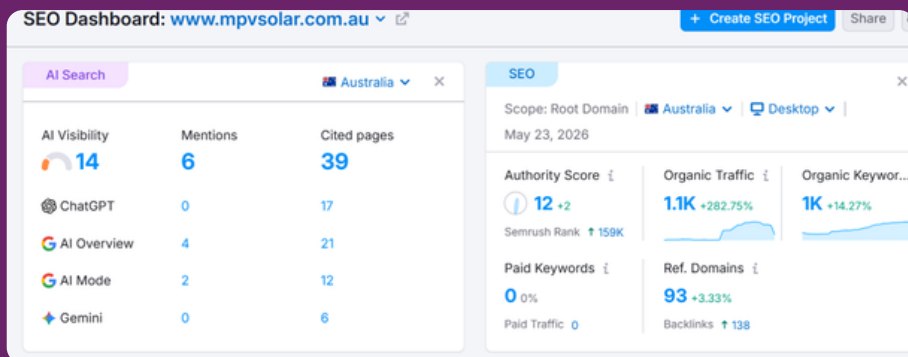 SEO Dashboard: www.mpvsolar.com.au
+ Create SEO Project
Share
AI Search
Australia
AI Visibility
14
Mentions
6
Cited pages
39
ChatGPT 0 17
AI Overview 4 21
AI Mode 2 12
Gemini 0 6
SEO
Scope: Root Domain Australia Desktop
May 23, 2026
Authority Score
12 +2
Semrush Rank ↑ 159K
Organic Traffic
1.1K +282.75%
Organic Keywor...
1K +14.27%
Paid Keywords
0 0%
Paid Traffic 0
Ref. Domains
93 +3.33%
Backlinks ↑ 138